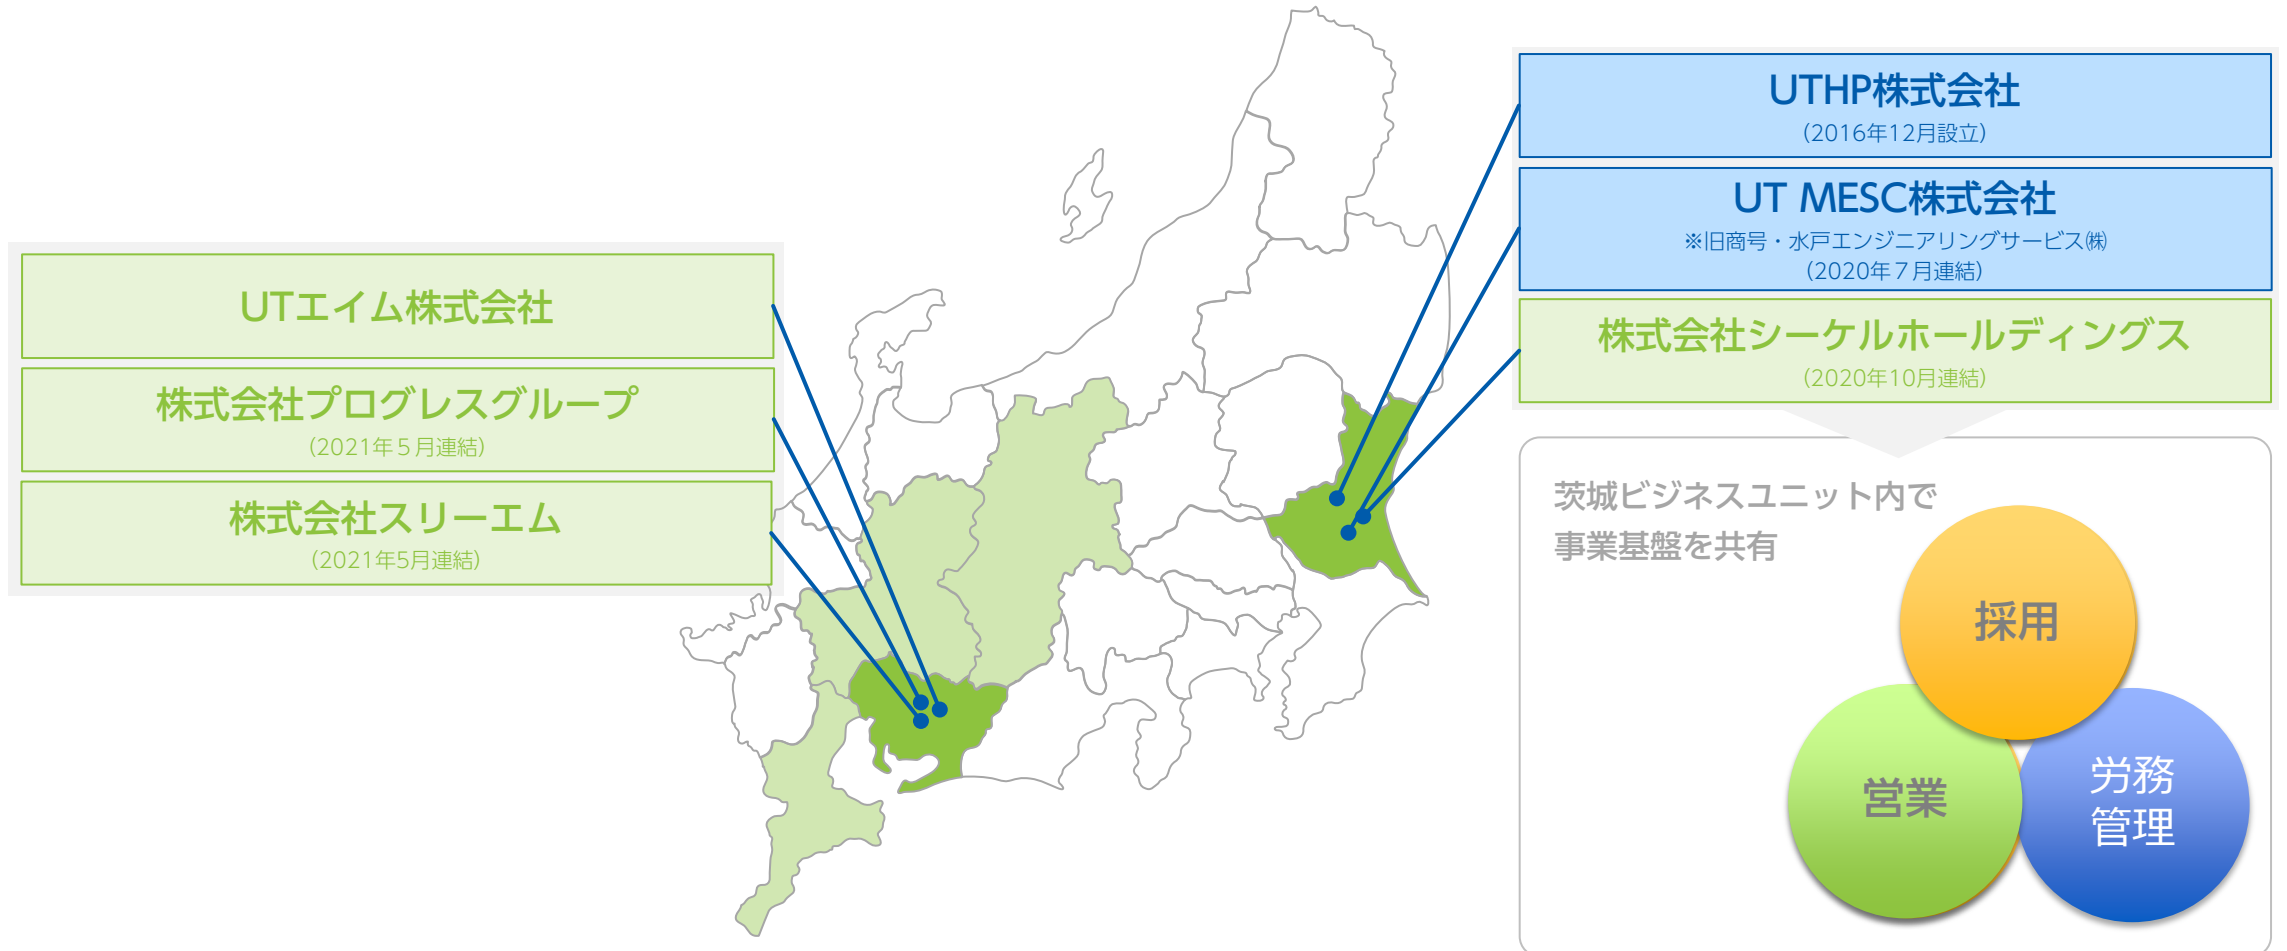 UTエイム株式会社
株式会社プログレスグループ
（2021年５月連結）
株式会社スリーエム
（2021年5月連結）
UTHP株式会社
（2016年12月設立）
UT MESC株式会社
※旧商号・水戸エンジニアリングサービス㈱
（2020年７月連結）
株式会社シーケルホールディングス
（2020年10月連結）
茨城ビジネスユニット内で
事業基盤を共有
採用
営業
労務
管理